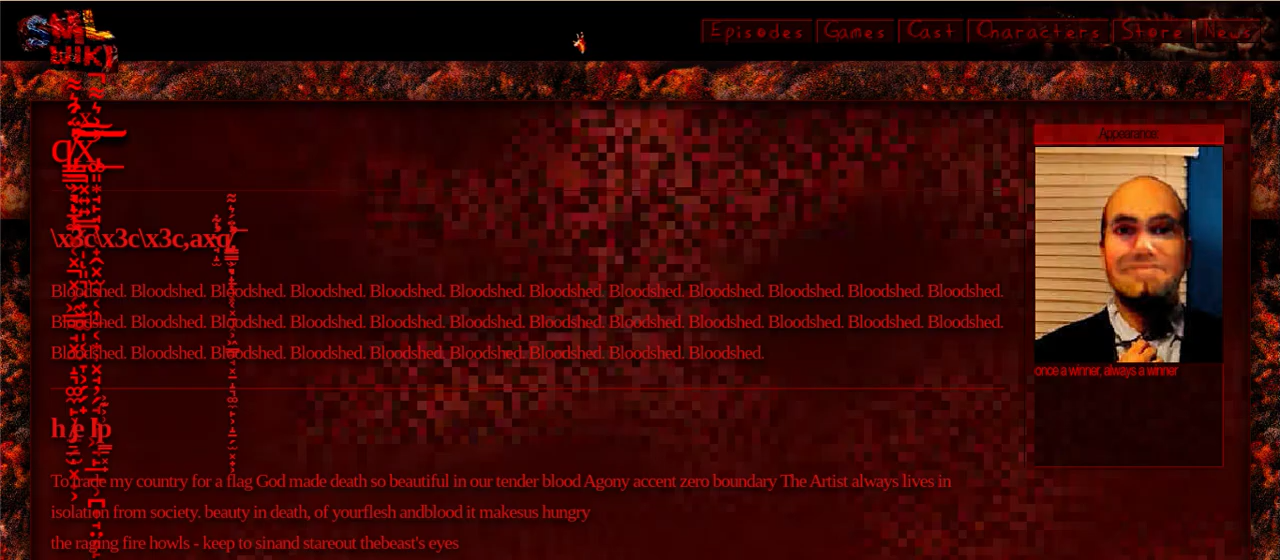 SML
WIKI
Episodes Games Cast Characters Store News
qX
Appearance
\x3c\x3c\x3c,axq
Bloodshed. Bloodshed. Bloodshed. Bloodshed. Bloodshed. Bloodshed. Bloodshed. Bloodshed. Bloodshed. Bloodshed. Bloodshed. Bloodshed.
Bloodshed. Bloodshed. Bloodshed. Bloodshed. Bloodshed. Bloodshed. Bloodshed. Bloodshed. Bloodshed. Bloodshed. Bloodshed. Bloodshed.
Bloodshed. Bloodshed. Bloodshed. Bloodshed. Bloodshed. Bloodshed. Bloodshed. Bloodshed. Bloodshed.
once a winner, always a winner
h e lp
To trade my country for a flag God made death so beautiful in our tender blood Agony accent zero boundary The Artist always lives in
isolation from society. beauty in death, of yourflesh andblood it makesus hungry
the raging fire howls - keep to sinand stareout thebeast's eyes